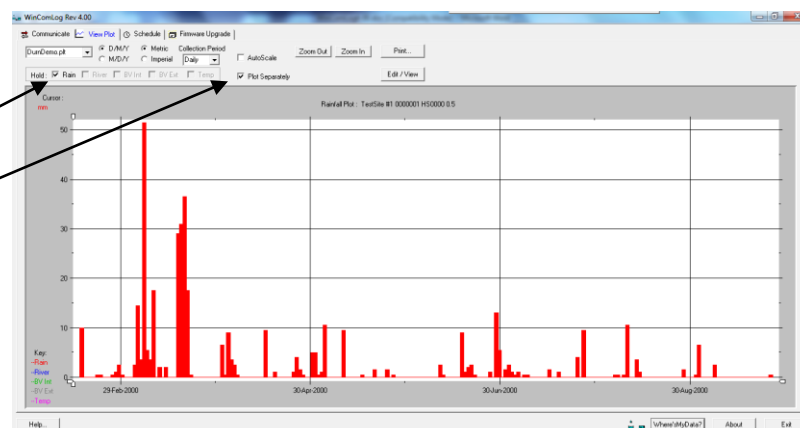 WinComLog Rev 4.00
Communicate View Plot Schedule Firmware Upgrade
DumDemo.plt D/M/Y Metric Collection Period
M/D/Y Imperial Daily AutoScale Zoom Out Zoom In Print...
Hold: Rain River BV Int BV Ext Temp Plot Separately Edit / View
Cursor:
mm
Rainfall Plot : TestSite #1 0000001 HS0000 0.5
50
40
30
20
10
0
Key:
--Rain
--River
--BV Int
--BV Ext
--Temp
29-Feb-2000 30-Apr-2000 30-Jun-2000 30-Aug-2000
Help... Where'sMyData? About Exit